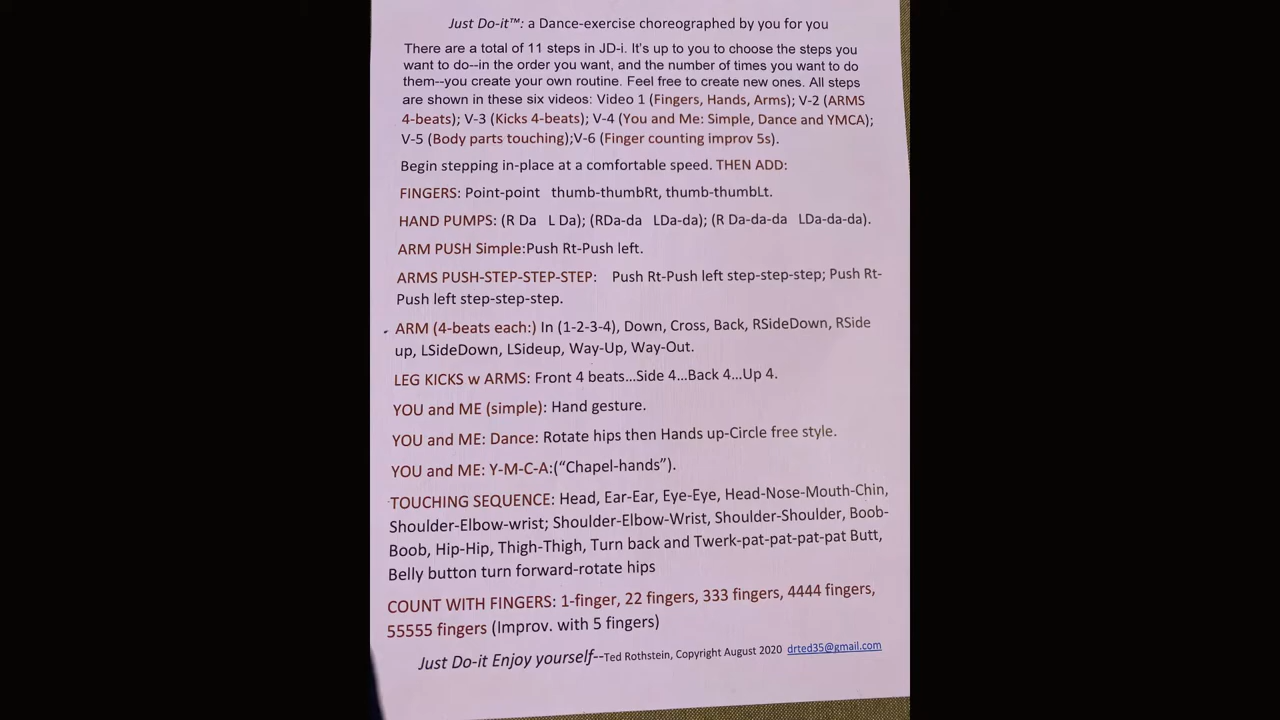 Just Do-it™: a Dance-exercise choreographed by you for you
There are a total of 11 steps in JD-i. It's up to you to choose the steps you
want to do--in the order you want, and the number of times you want to do
them--you create your own routine. Feel free to create new ones. All steps
are shown in these six videos: Video 1 (Fingers, Hands, Arms); V-2 (ARMS
4-beats); V-3 (Kicks 4-beats); V-4 (You and Me: Simple, Dance and YMCA);
V-5 (Body parts touching);V-6 (Finger counting improv 5s).
Begin stepping in-place at a comfortable speed. THEN ADD:
FINGERS: Point-point thumb-thumbRt, thumb-thumbLt.
HAND PUMPS: (R Da L Da); (RDa-da LDa-da); (R Da-da-da LDa-da-da).
ARM PUSH Simple:Push Rt-Push left.
ARMS PUSH-STEP-STEP-STEP: Push Rt-Push left step-step-step; Push Rt-
Push left step-step-step.
ARM (4-beats each:) In (1-2-3-4), Down, Cross, Back, RSideDown, RSide
up, LSideDown, LSideup, Way-Up, Way-Out.
LEG KICKS w ARMS: Front 4 beats...Side 4...Back 4...Up 4.
YOU and ME (simple): Hand gesture.
YOU and ME: Dance: Rotate hips then Hands up-Circle free style.
YOU and ME: Y-M-C-A:("Chapel-hands").
TOUCHING SEQUENCE: Head, Ear-Ear, Eye-Eye, Head-Nose-Mouth-Chin,
Shoulder-Elbow-wrist; Shoulder-Elbow-Wrist, Shoulder-Shoulder, Boob-
Boob, Hip-Hip, Thigh-Thigh, Turn back and Twerk-pat-pat-pat-pat Butt,
Belly button turn forward-rotate hips
COUNT WITH FINGERS: 1-finger, 22 fingers, 333 fingers, 4444 fingers,
55555 fingers (Improv. with 5 fingers)
Just Do-it Enjoy yourself--Ted Rothstein, Copyright August 2020 drted35@gmail.com